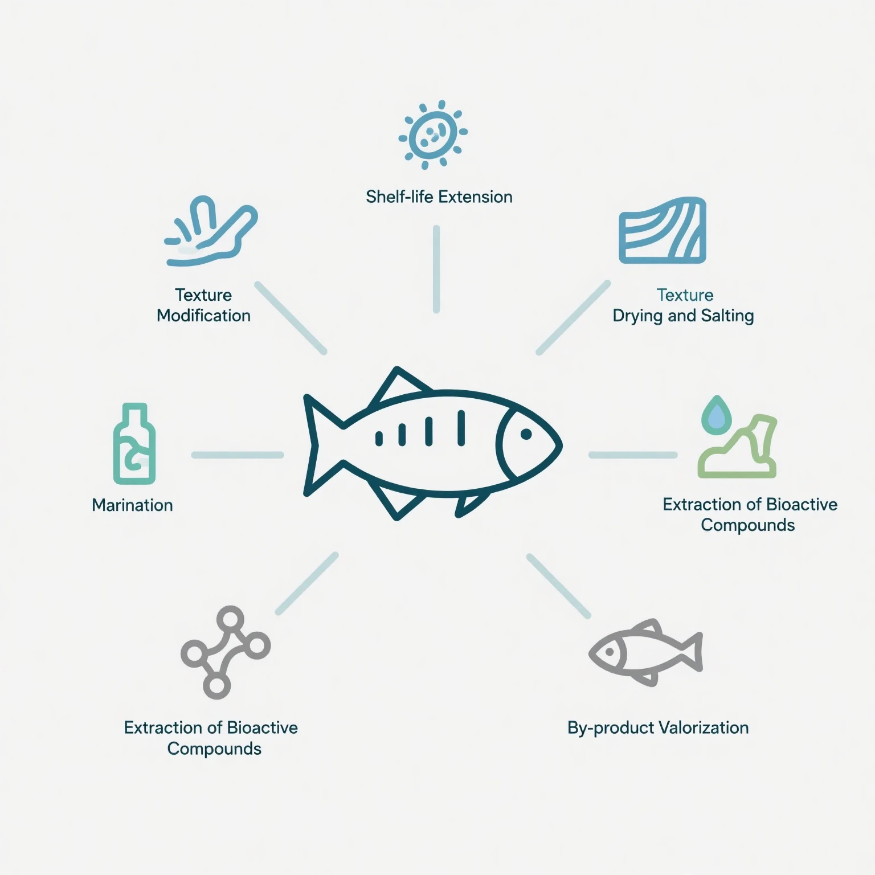 Shelf-life Extension
Texture
Modification
Texture
Drying and Salting
Marination
Extraction of Bioactive
Compounds
Extraction of Bioactive
Compounds
By-product Valorization